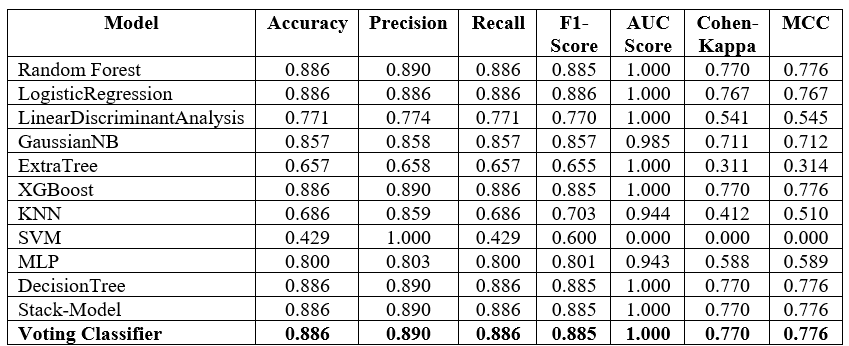 Model Accuracy Precision Recall F1-Score AUC Score Cohen-Kappa MCC
Random Forest 0.886 0.890 0.886 0.885 1.000 0.770 0.776
LogisticRegression 0.886 0.886 0.886 0.886 1.000 0.767 0.767
LinearDiscriminantAnalysis 0.771 0.774 0.771 0.770 1.000 0.541 0.545
GaussianNB 0.857 0.858 0.857 0.857 0.985 0.711 0.712
ExtraTree 0.657 0.658 0.657 0.655 1.000 0.311 0.314
XGBoost 0.886 0.890 0.886 0.885 1.000 0.770 0.776
KNN 0.686 0.859 0.686 0.703 0.944 0.412 0.510
SVM 0.429 1.000 0.429 0.600 0.000 0.000 0.000
MLP 0.800 0.803 0.800 0.801 0.943 0.588 0.589
DecisionTree 0.886 0.890 0.886 0.885 1.000 0.770 0.776
Stack-Model 0.886 0.890 0.886 0.885 1.000 0.770 0.776
Voting Classifier 0.886 0.890 0.886 0.885 1.000 0.770 0.776